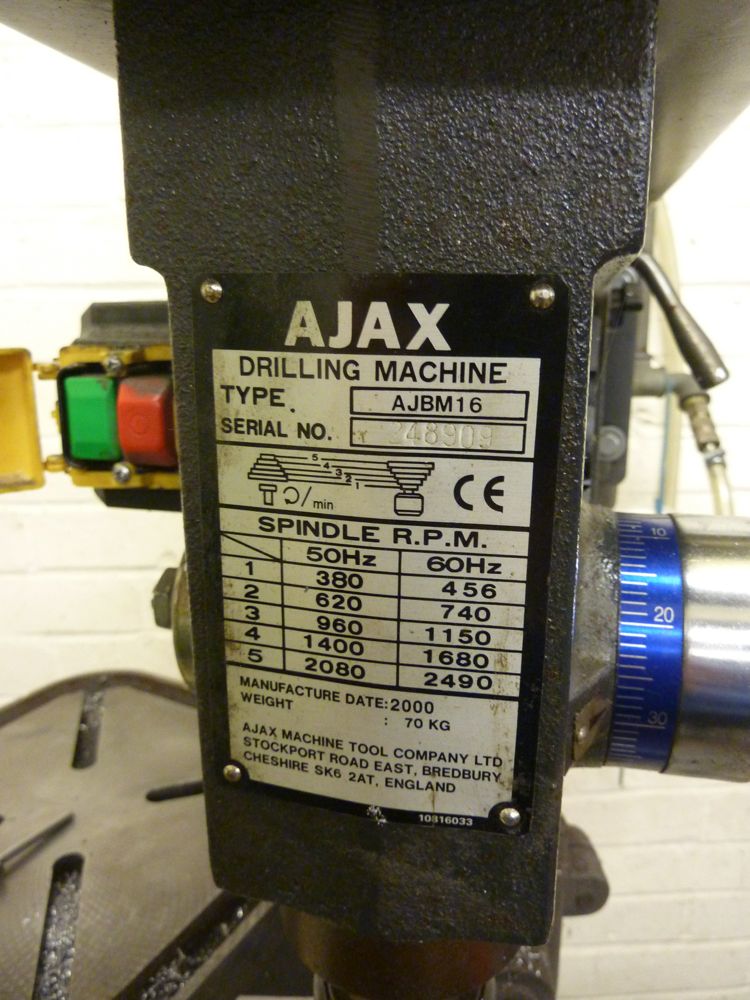 AJAX
DRILLING MACHINE
TYPE. AJBM16
SERIAL NO. 248909
5
4
3
2
1
/min CE
SPINDLE R.P.M.
50Hz 60Hz
1 380 456
2 620 740
3 960 1150
4 1400 1680
5 2080 2490
MANUFACTURE DATE:2000
WEIGHT : 70 KG
AJAX MACHINE TOOL COMPANY LTD
STOCKPORT ROAD EAST, BREDBURY
CHESHIRE SK6 2AT, ENGLAND
10816033
10
20
30